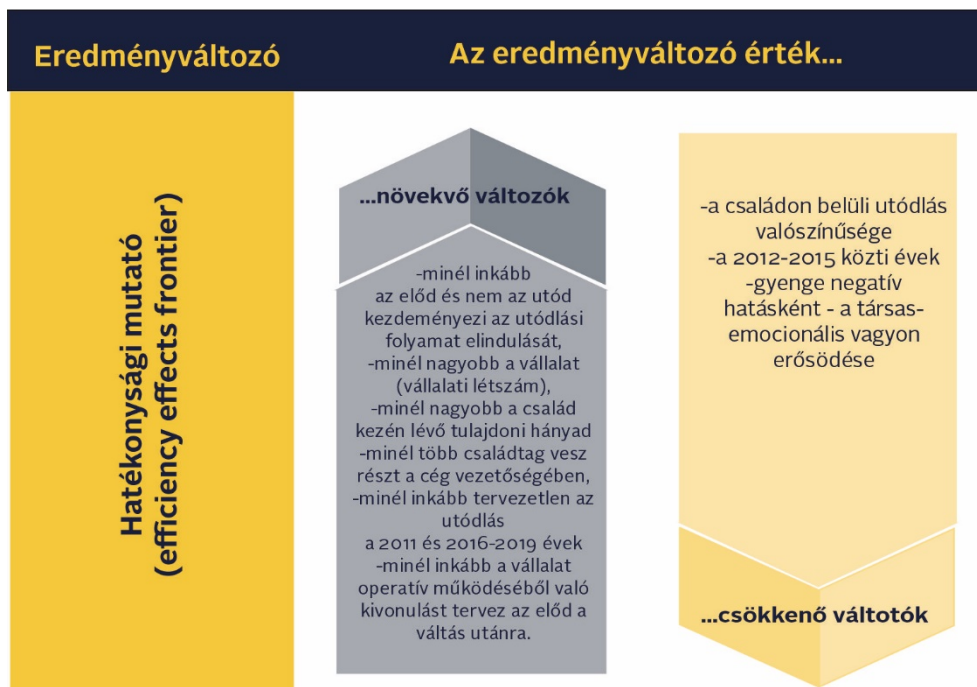 Eredményváltozó
Az eredményváltozó érték...
Hatékonysági mutató
(efficiency effects frontier)
...növekvő változók
-minél inkább
az előd és nem az utód
kezdeményezi az utódlási
folyamat elindulását,
-minél nagyobb a vállalat
(vállalati létszám),
-minél nagyobb a család
kezén lévő tulajdoni hányad
-minél több családtag vesz
részt a cég vezetőségében,
-minél inkább tervezetlen az
utódlás
a 2011 és 2016-2019 évek
-minél inkább a vállalat
operatív működéséből való
kivonulást tervez az előd a
váltás utánra.
-a családon belüli utódlás
valószínűsége
-a 2012-2015 közti évek
-gyenge negatív
hatásként - a társas-
emocionális vagyon
erősödése
...csökkenő váltotók